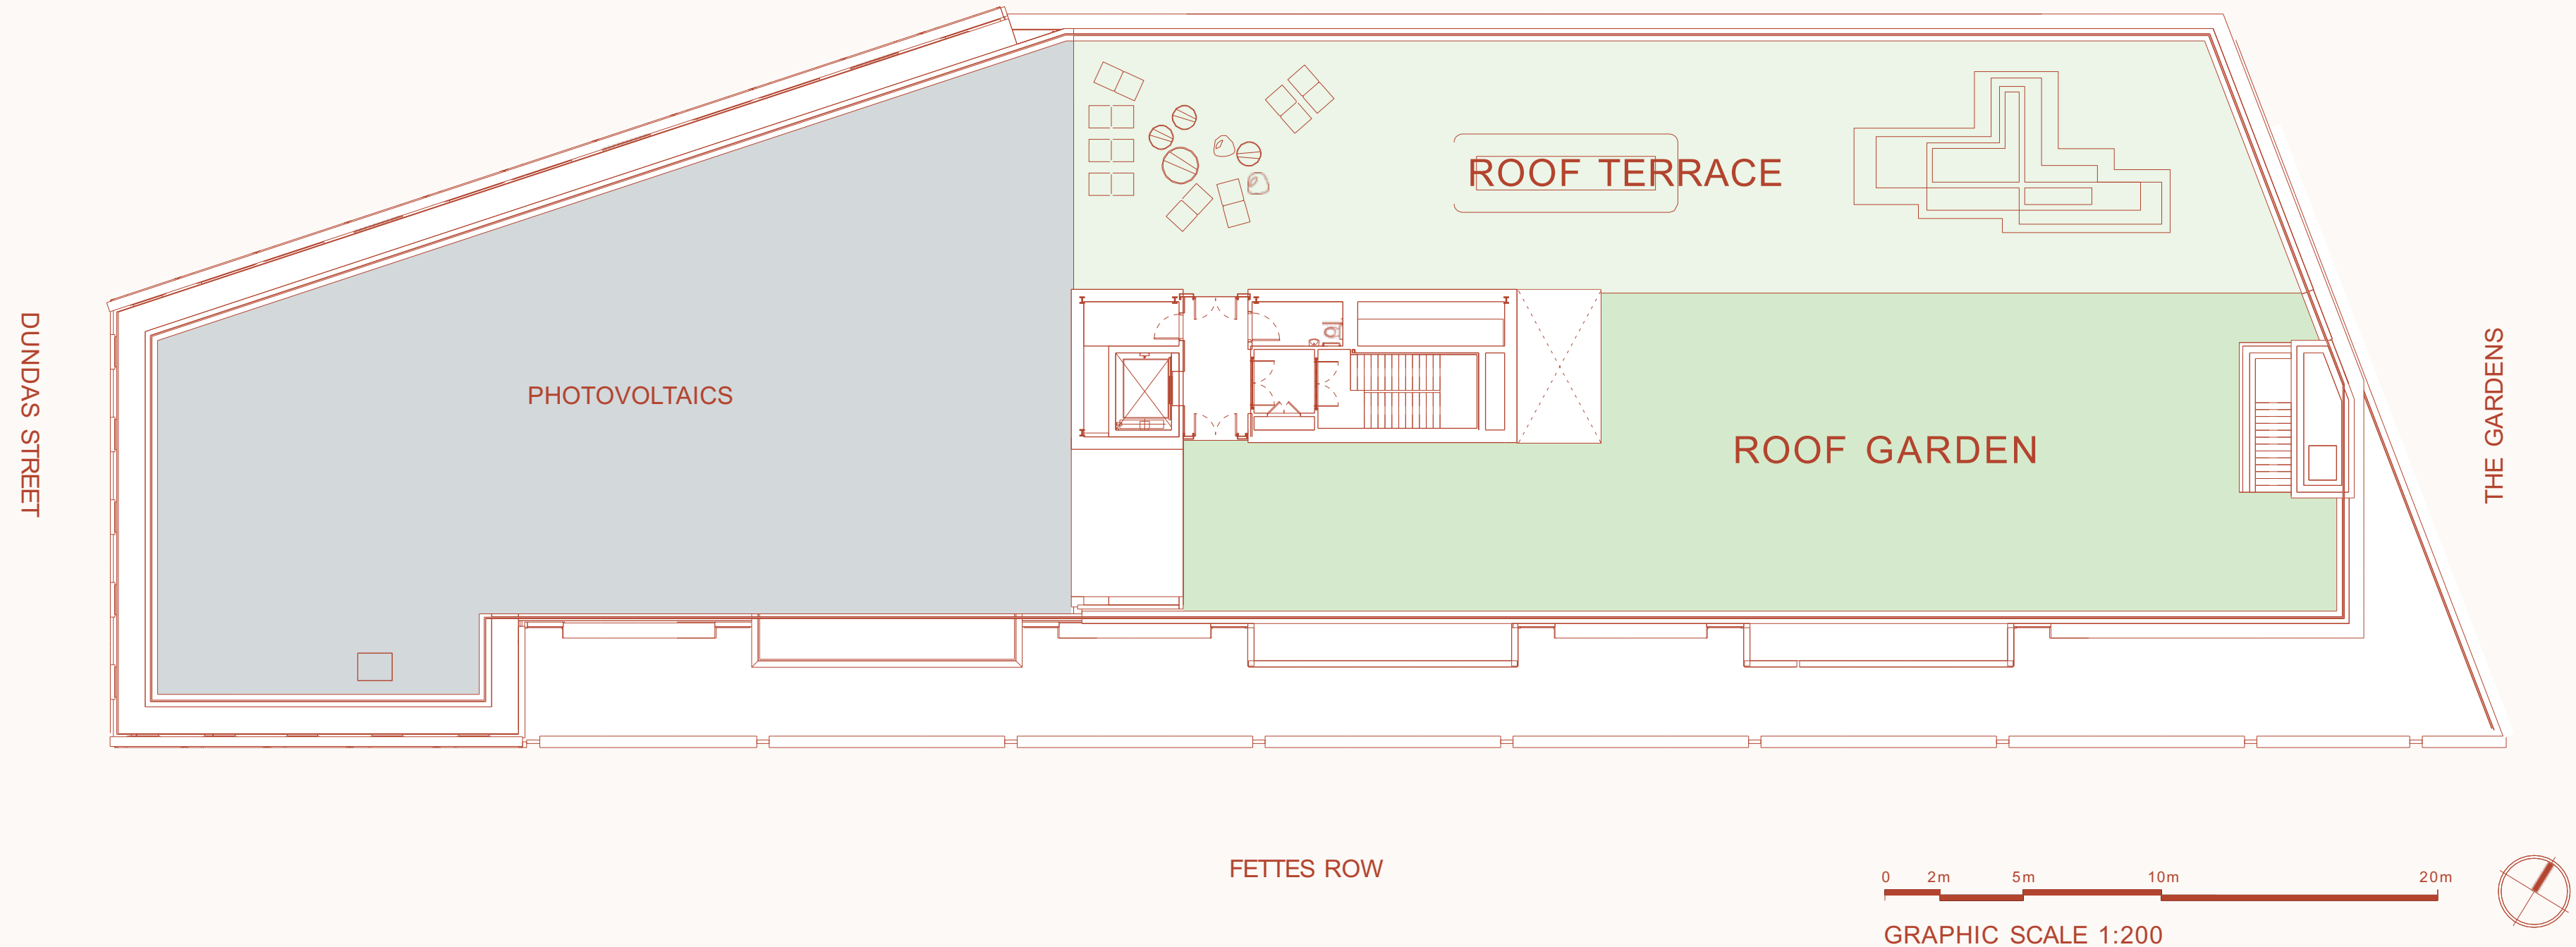 ROOF TERRACE
DUNDAS STREET
PHOTOVOLTAICS
ROOF GARDEN
THE GARDENS
FETTES ROW
0 2m 5m 10m 20m
GRAPHIC SCALE 1:200